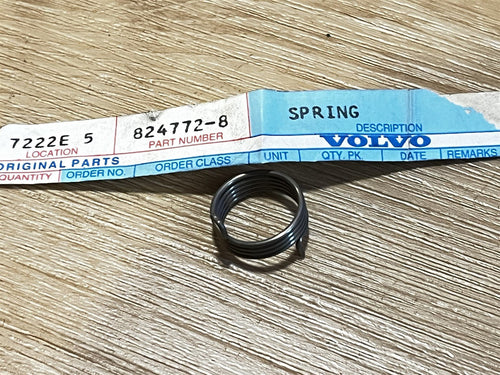 7222E 5 824772-8 SPRING
LOCATION PART NUMBER DESCRIPTION
ORIGINAL PARTS VOLVO
QUANTITY ORDER NO. ORDER CLASS UNIT QTY. PK. DATE REMARKS